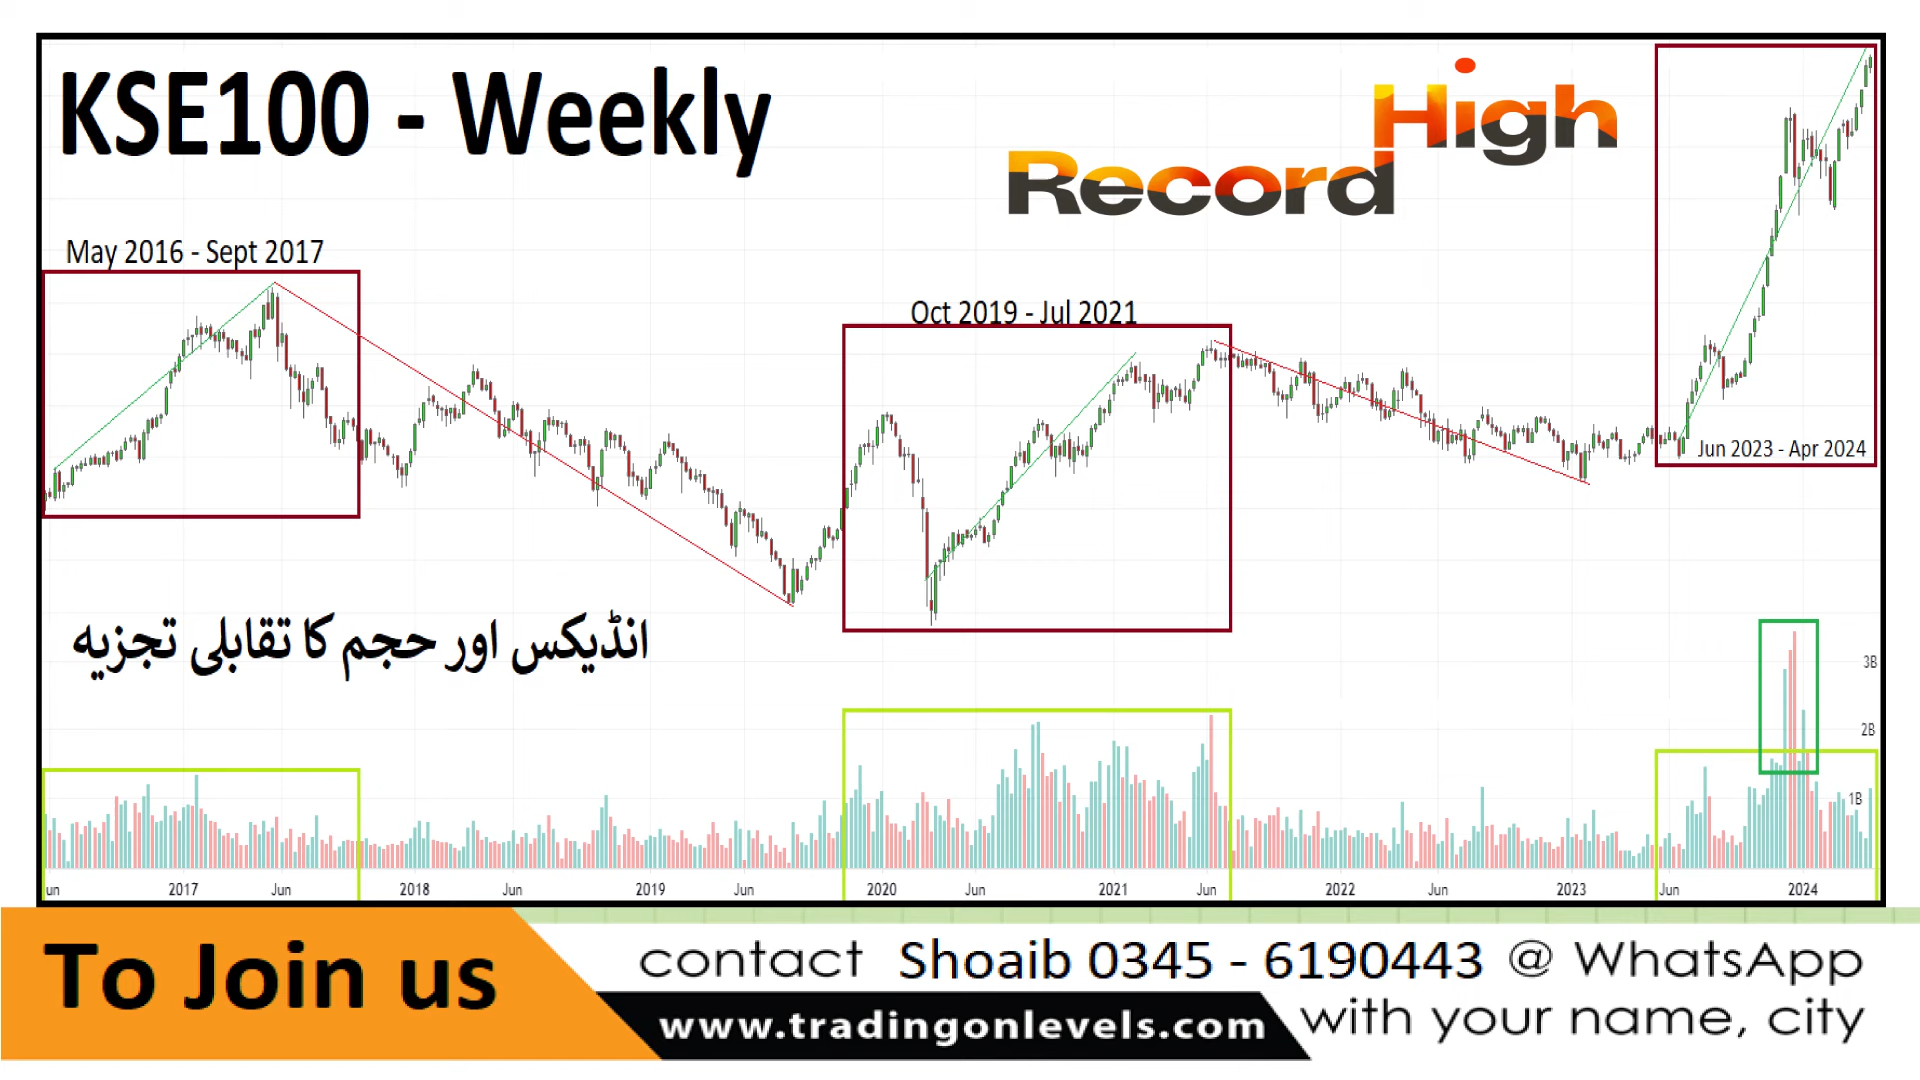 KSE100 - Weekly
High
Record
May 2016 - Sept 2017
Oct 2019 - Jul 2021
Jun 2023 - Apr 2024
انڈیکس اور حجم کا تقابلی تجزیہ
3B
2B
1B
un 2017 Jun 2018 Jun 2019 Jun 2020 Jun 2021 Jun 2022 Jun 2023 Jun 2024
To Join us
contact Shoaib 0345 - 6190443 @ WhatsApp
www.tradingonlevels.com
with your name, city